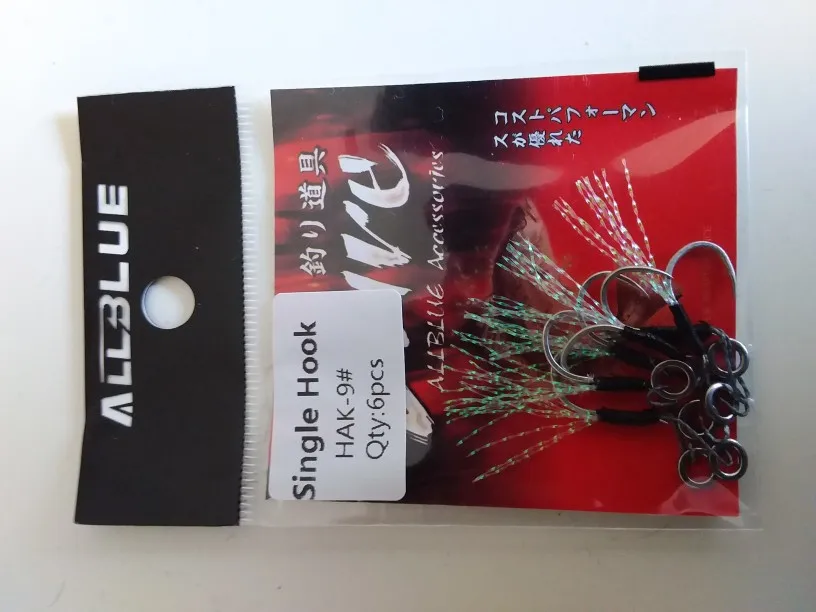 ALLBLUE
釣り道具
ALLBLUE Accessories
コストパフォーマン
スが優れた
Single Hook
HAK-9#
Qty:6pcs